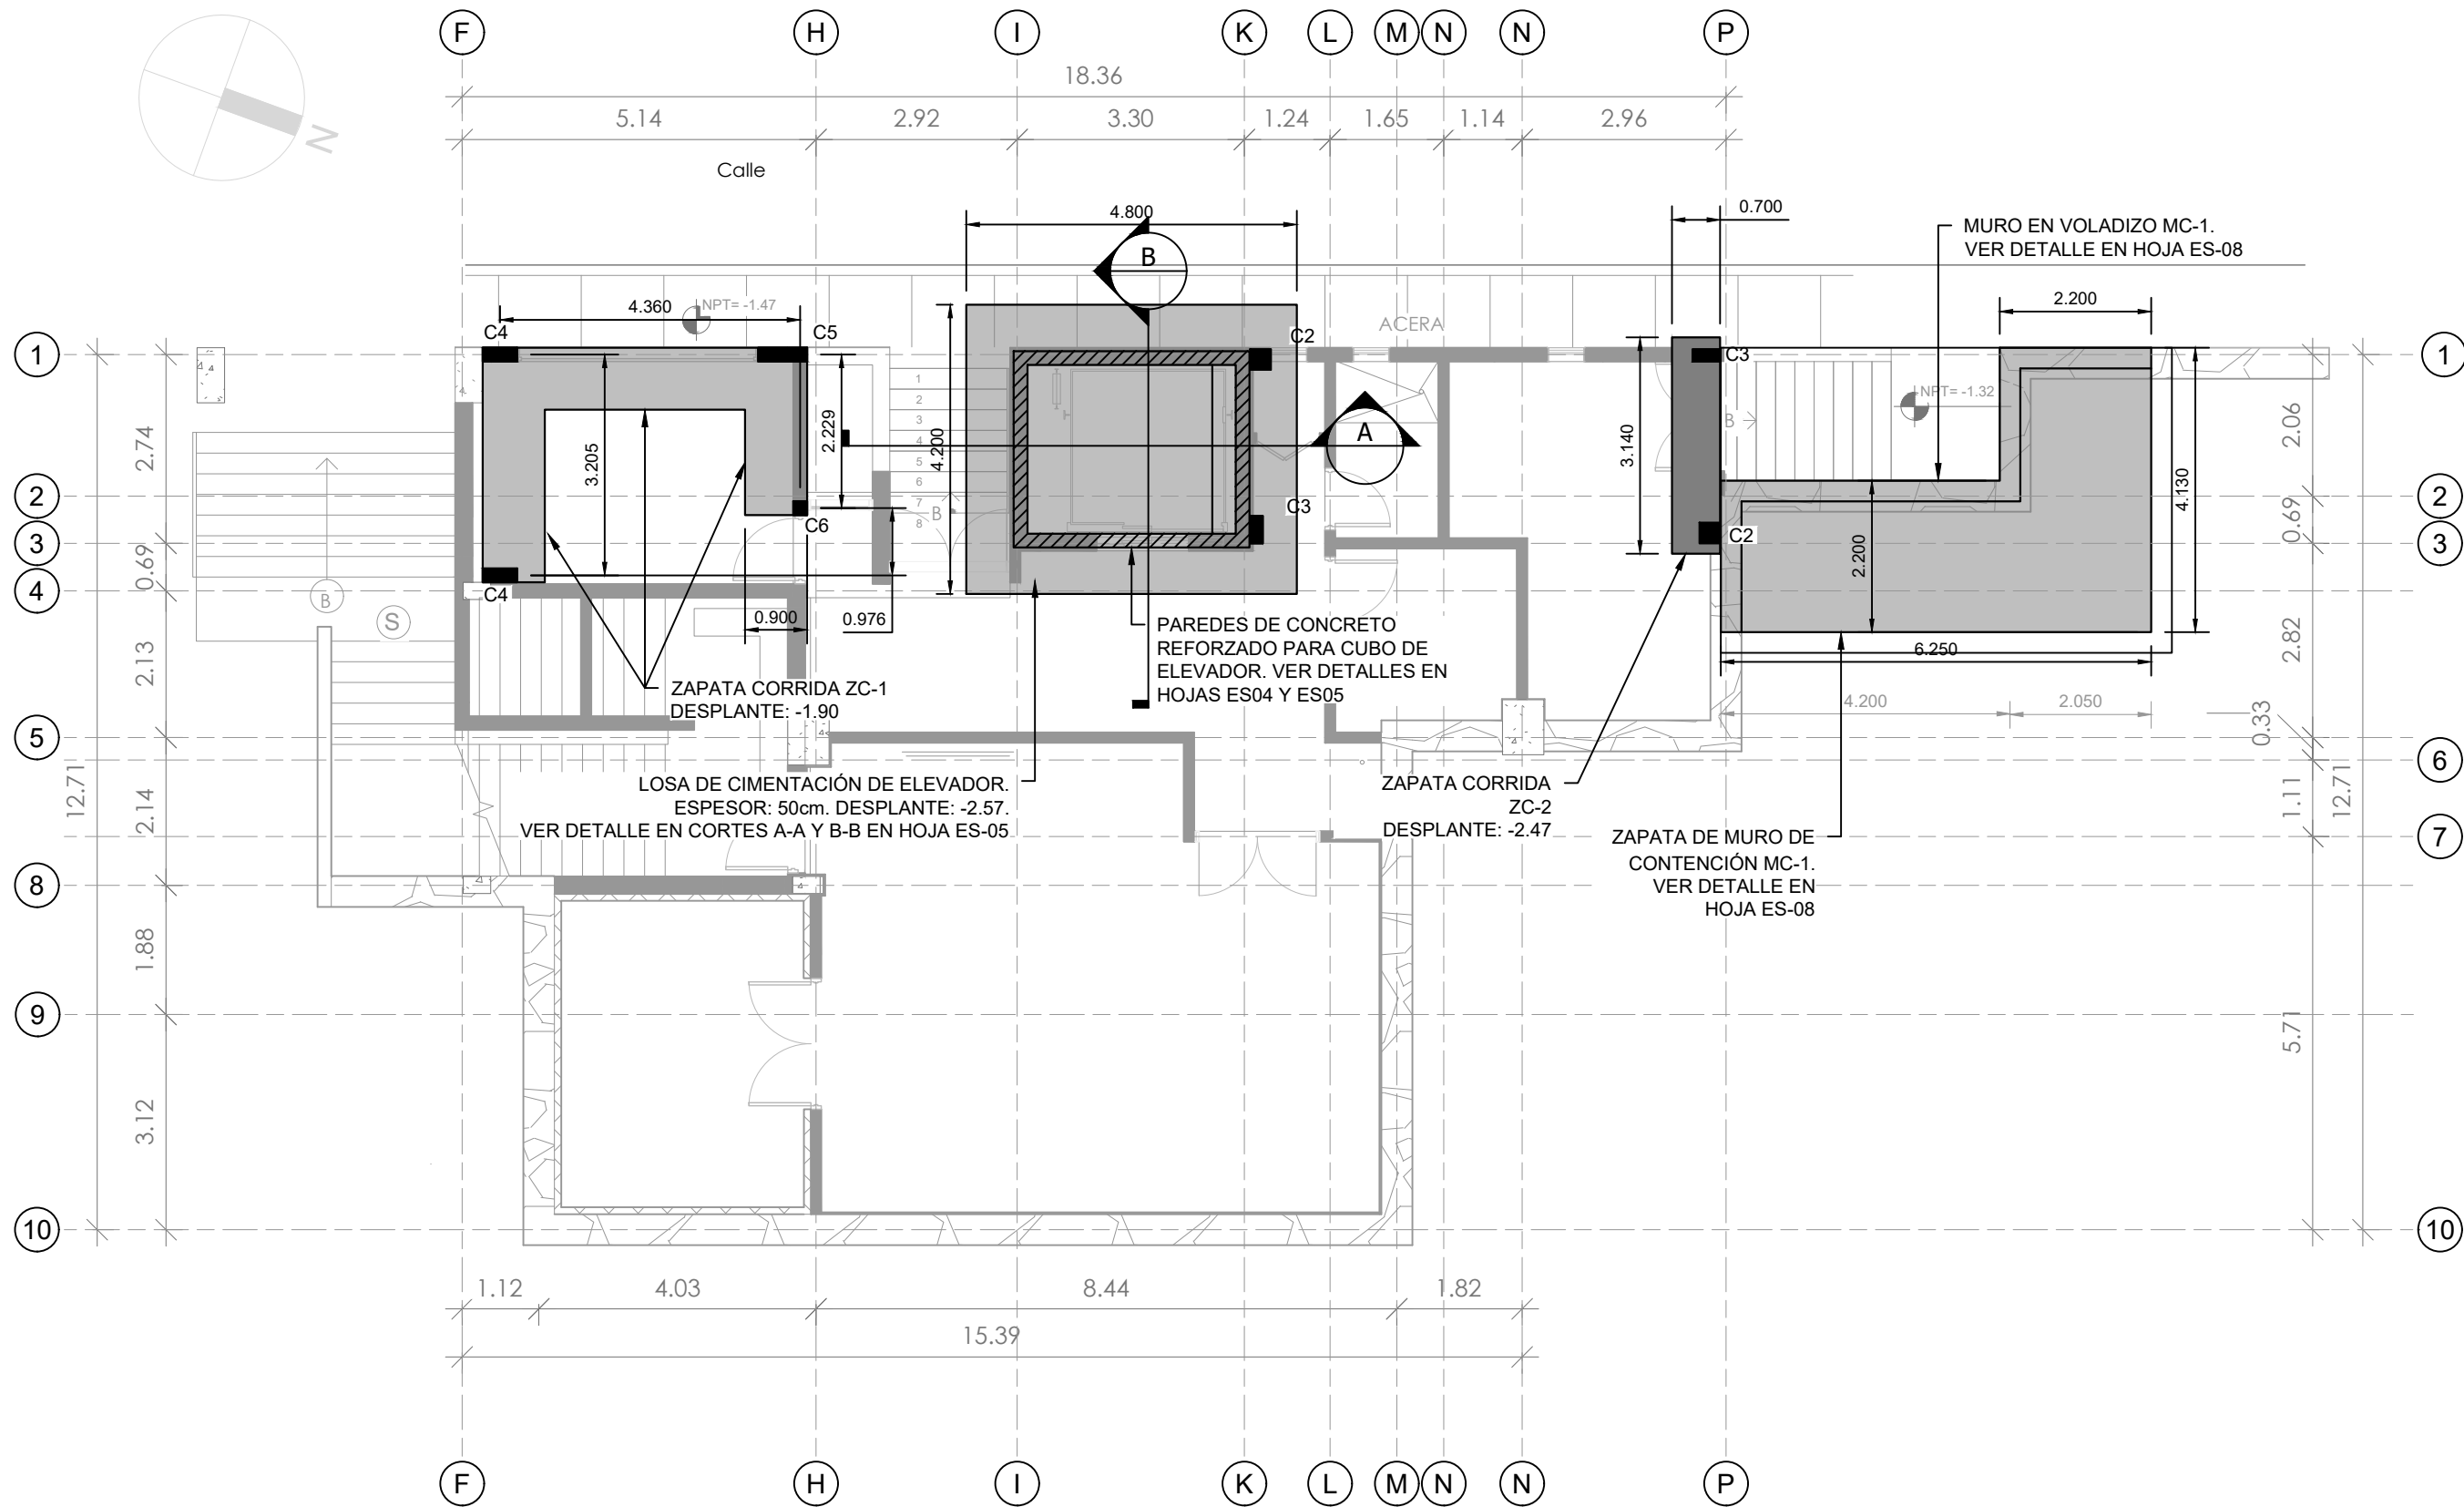 F H I K L M N N P
18.36
5.14 2.92 3.30 1.24 1.65 1.14 2.96
N
Calle
4.800
0.700
MURO EN VOLADIZO MC-1.
VER DETALLE EN HOJA ES-08
B
2.200
4.360
NPT= -1.47
C4
C5
C2
ACERA
C3
1
1
NPT= -1.32
B
1
2
3
4
5
6
7
8
B
A
2.74
3.205
2.229
4.200
3.140
2.06
4.130
2
2
C3
C6
C2
0.69
0.69
3
3
2.200
4
C4
B
S
0.900
0.976
PAREDES DE CONCRETO
REFORZADO PARA CUBO DE
ELEVADOR. VER DETALLES EN
HOJAS ES04 Y ES05
2.13
2.82
6.250
ZAPATA CORRIDA ZC-1
DESPLANTE: -1.90
4.200
2.050
0.33
5
6
12.71
2.14
LOSA DE CIMENTACIÓN DE ELEVADOR.
ESPESOR: 50cm. DESPLANTE: -2.57.
VER DETALLE EN CORTES A-A Y B-B EN HOJA ES-05
ZAPATA CORRIDA
ZC-2
DESPLANTE: -2.47
1.11
12.71
7
ZAPATA DE MURO DE
CONTENCIÓN MC-1.
VER DETALLE EN
HOJA ES-08
8
1.88
9
5.71
3.12
10
10
1.12 4.03 8.44 1.82
15.39
F H I K L M N N P